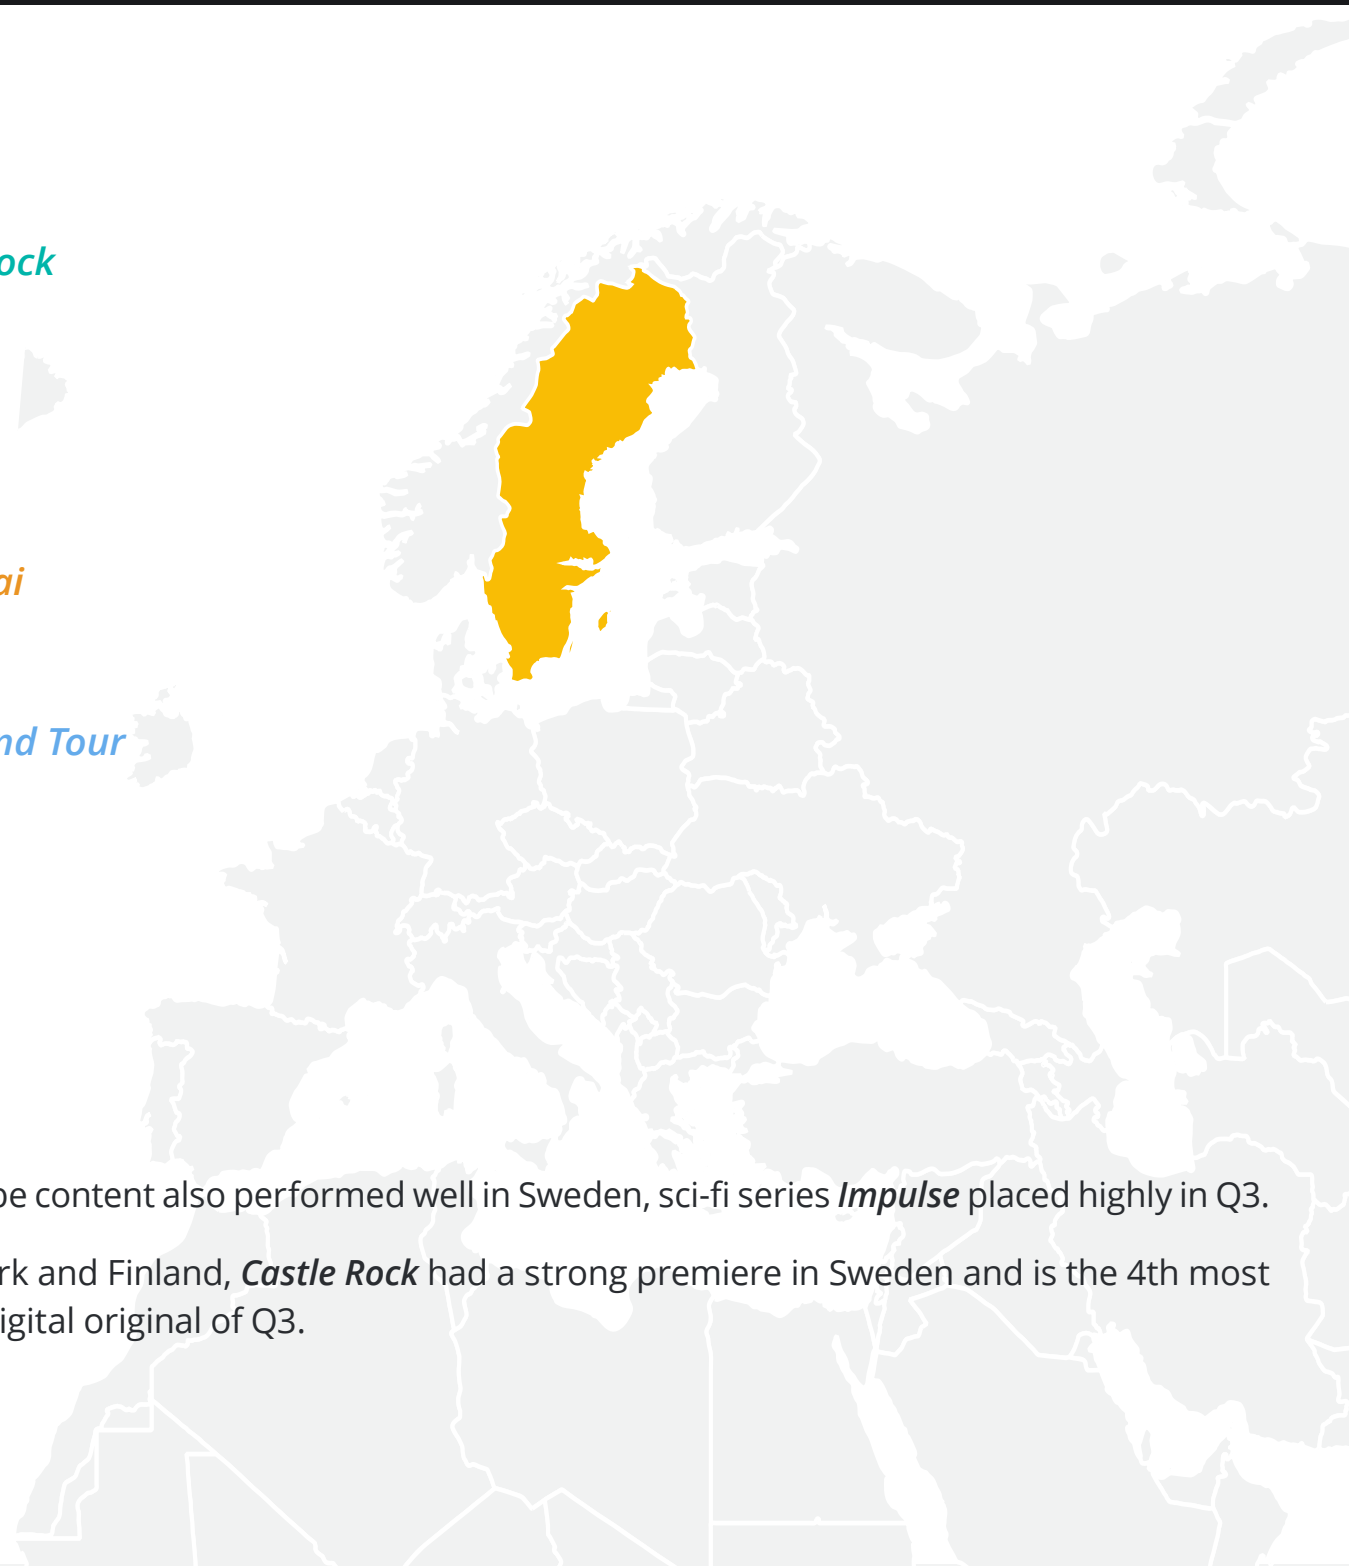 ock
ai
nd Tour
be content also performed well in Sweden, sci-fi series Impulse placed highly in Q3.
rk and Finland, Castle Rock had a strong premiere in Sweden and is the 4th most
igital original of Q3.